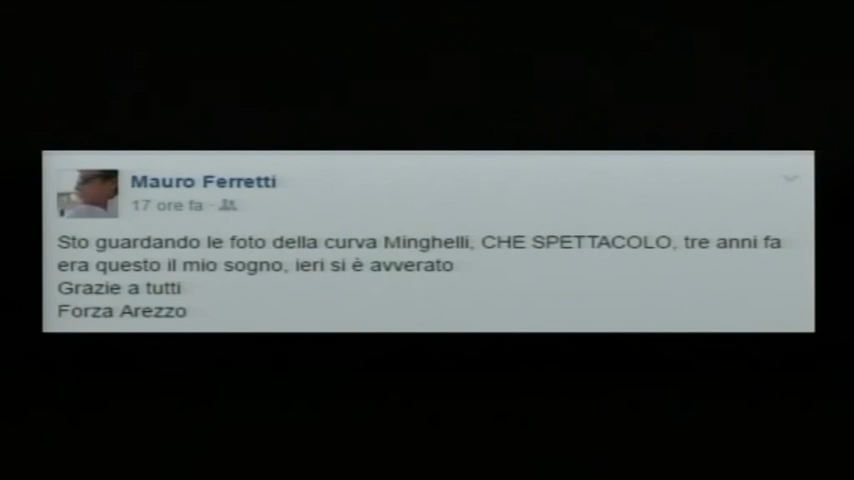 Mauro Ferretti
17 ore fa
Sto guardando le foto della curva Minghelli, CHE SPETTACOLO, tre anni fa
era questo il mio sogno, ieri si è avverato
Grazie a tutti
Forza Arezzo